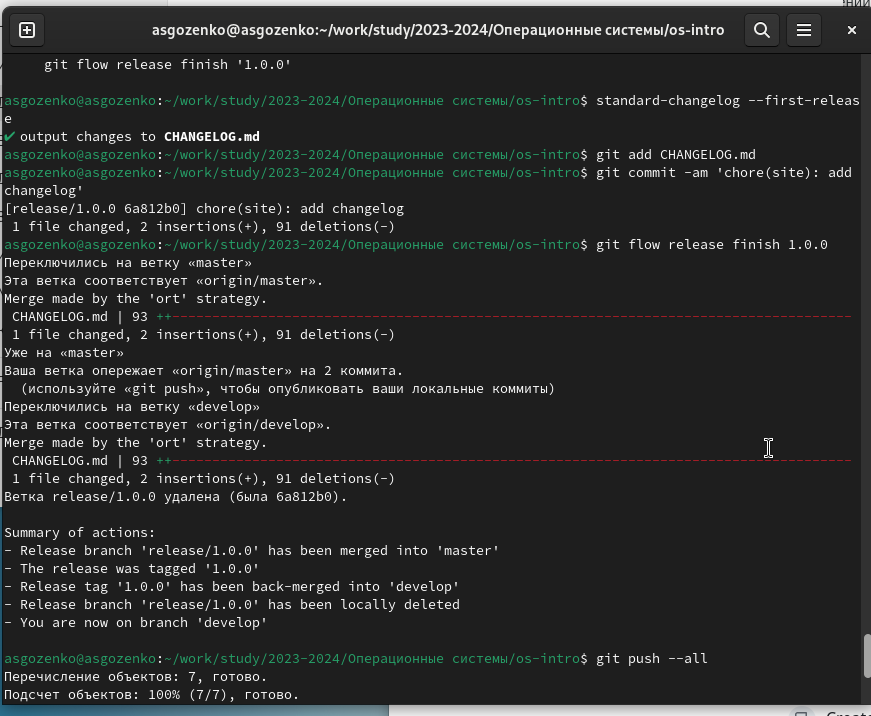 asgozenko@asgozenko:~/work/study/2023-2024/Операционные системы/os-intro
git flow release finish '1.0.0'
asgozenko@asgozenko:~/work/study/2023-2024/Операционные системы/os-intro$ standard-changelog --first-releas
e
✔ output changes to CHANGELOG.md
asgozenko@asgozenko:~/work/study/2023-2024/Операционные системы/os-intro$ git add CHANGELOG.md
asgozenko@asgozenko:~/work/study/2023-2024/Операционные системы/os-intro$ git commit -am 'chore(site): add
changelog'
[release/1.0.0 6a812b0] chore(site): add changelog
1 file changed, 2 insertions(+), 91 deletions(-)
asgozenko@asgozenko:~/work/study/2023-2024/Операционные системы/os-intro$ git flow release finish 1.0.0
Переключились на ветку «master»
Эта ветка соответствует «origin/master».
Merge made by the 'ort' strategy.
CHANGELOG.md | 93 ++-------------------------------------------------------------------------------------
1 file changed, 2 insertions(+), 91 deletions(-)
Уже на «master»
Ваша ветка опережает «origin/master» на 2 коммита.
(используйте «git push», чтобы опубликовать ваши локальные коммиты)
Переключились на ветку «develop»
Эта ветка соответствует «origin/develop».
Merge made by the 'ort' strategy.
CHANGELOG.md | 93 ++-------------------------------------------------------------------------------------
1 file changed, 2 insertions(+), 91 deletions(-)
Ветка release/1.0.0 удалена (была 6a812b0).
Summary of actions:
- Release branch 'release/1.0.0' has been merged into 'master'
- The release was tagged '1.0.0'
- Release tag '1.0.0' has been back-merged into 'develop'
- Release branch 'release/1.0.0' has been locally deleted
- You are now on branch 'develop'
asgozenko@asgozenko:~/work/study/2023-2024/Операционные системы/os-intro$ git push --all
Перечисление объектов: 7, готово.
Подсчет объектов: 100% (7/7), готово.